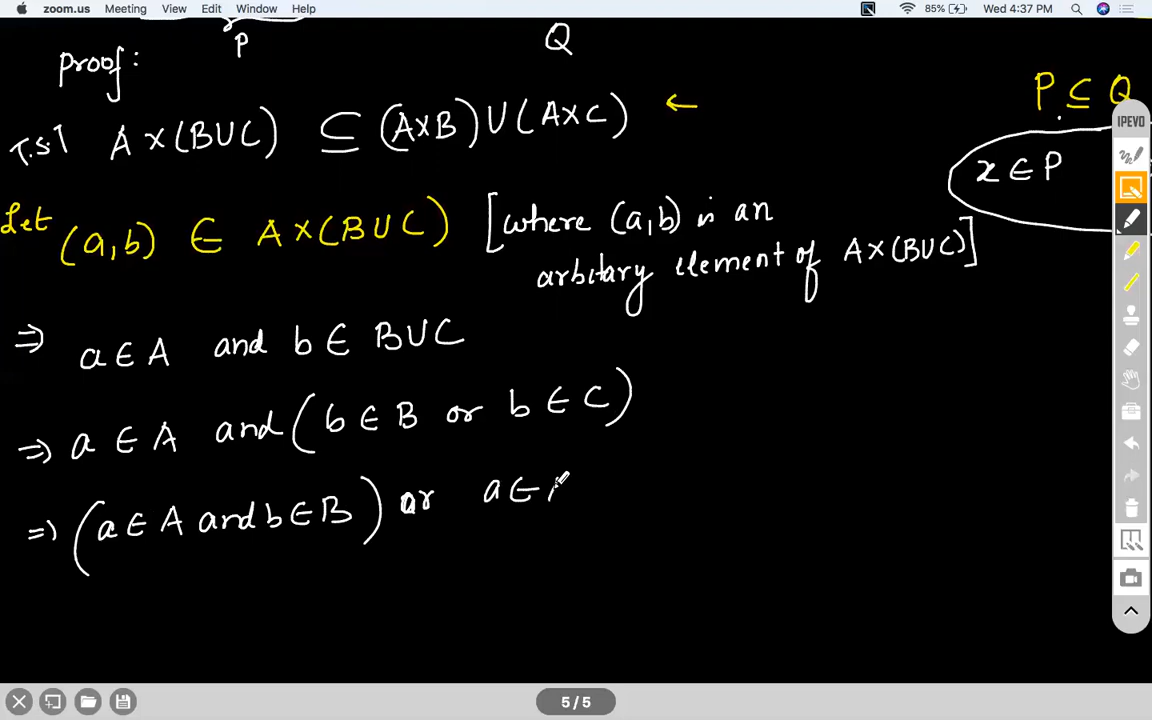 zoom.us Meeting View Edit Window Help 85% Wed 4:37 PM
P
Q
proof:
P ⊆ Q
T.S.T A×(B∪C) ⊆ (A×B)∪(A×C) ←
IPEVO
x ∈ P
Let (a,b) ∈ A×(B∪C) [where (a,b) is an
arbitary element of A×(B∪C)]
⇒ a∈A and b∈ B∪C
⇒ a ∈ A and (b∈B or b∈C)
⇒ (a∈A and b∈B) or a∈
5/5